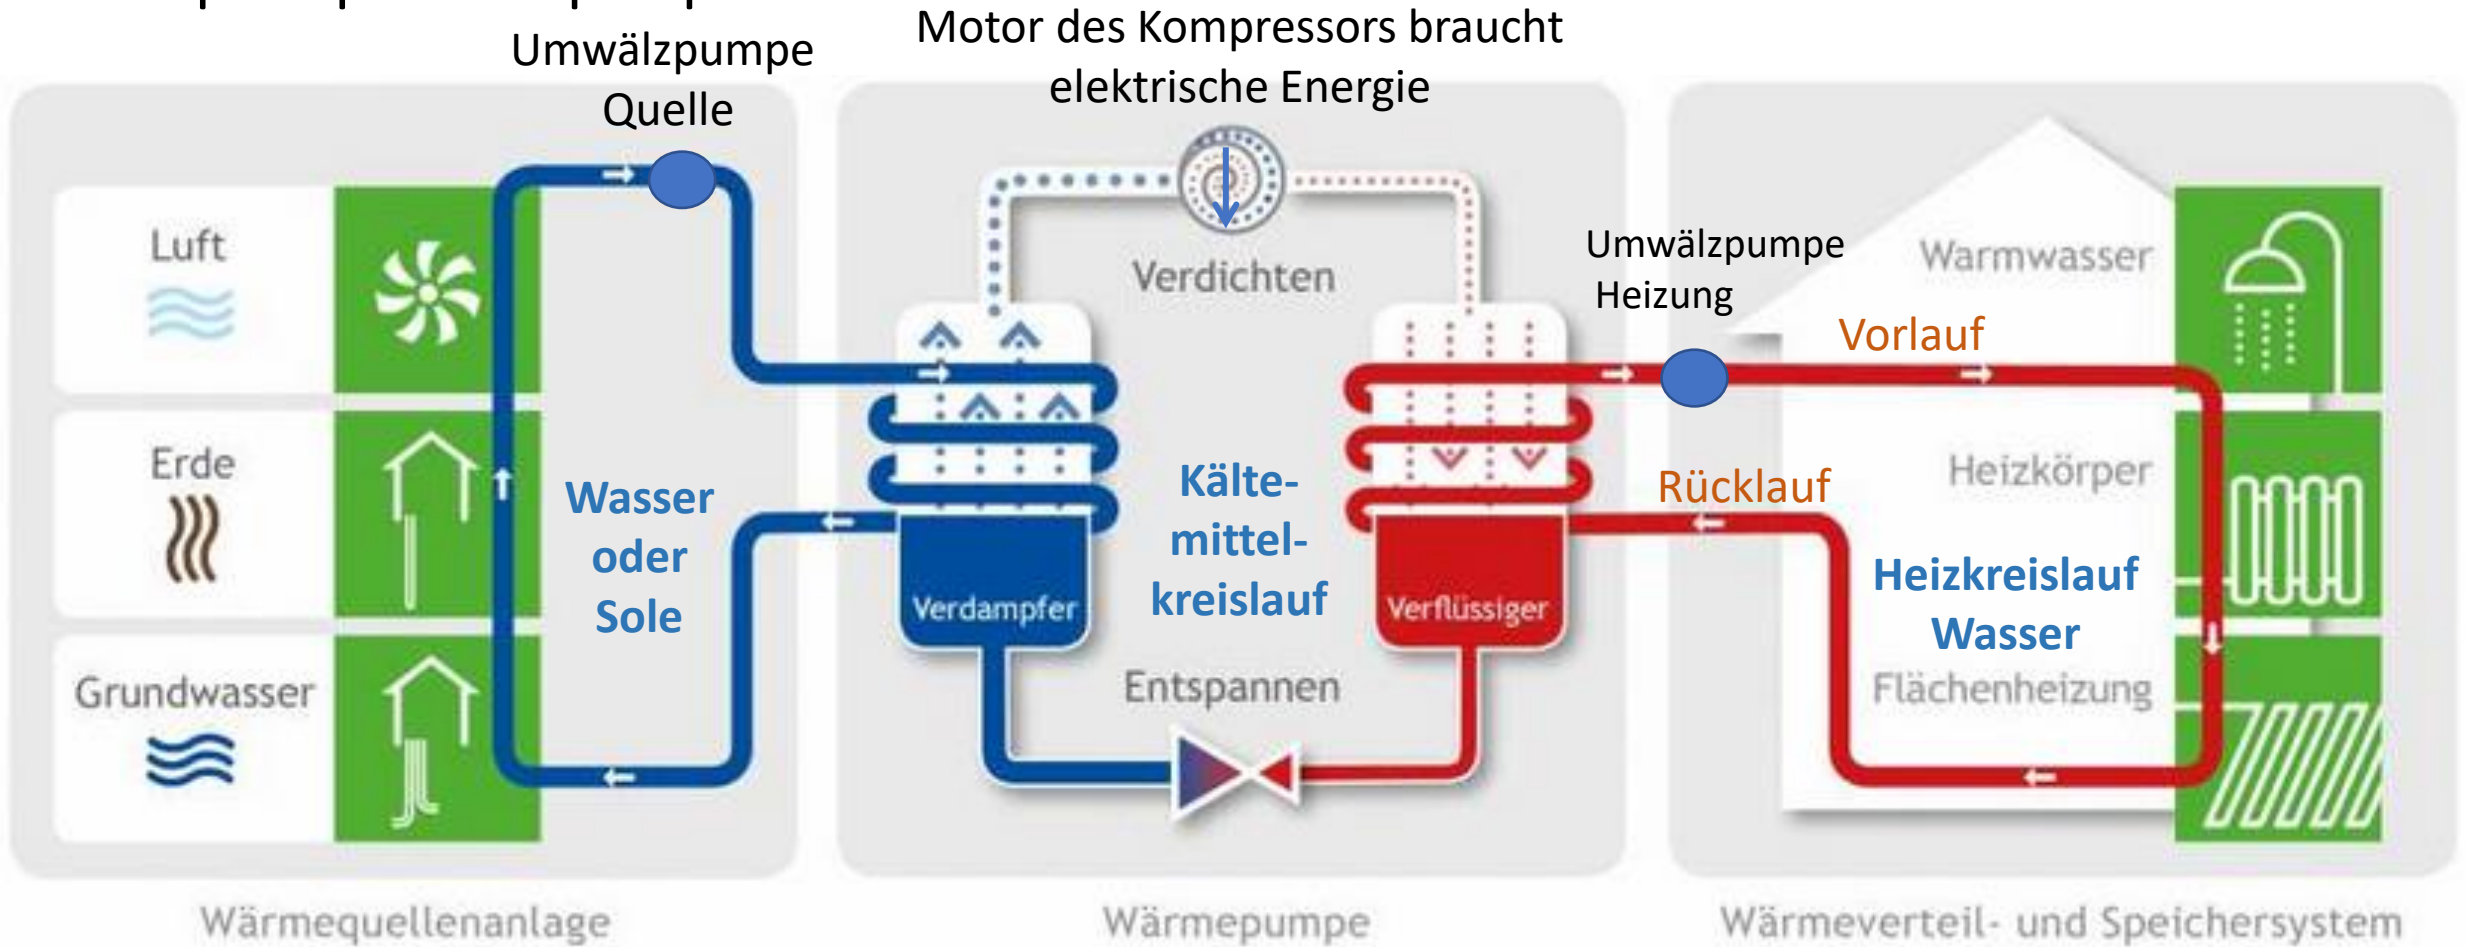 Umwälzpumpe
Quelle
Motor des Kompressors braucht
elektrische Energie
Luft
Erde
Grundwasser
Wasser
oder
Sole
Verdichten
Kälte-
mittel-
kreislauf
Verdampfer
Verflüssiger
Entspannen
Umwälzpumpe
Heizung
Vorlauf
Rücklauf
Warmwasser
Heizkörper
Heizkreislauf
Wasser
Flächenheizung
Wärmequellenanlage
Wärmepumpe
Wärmeverteil- und Speichersystem